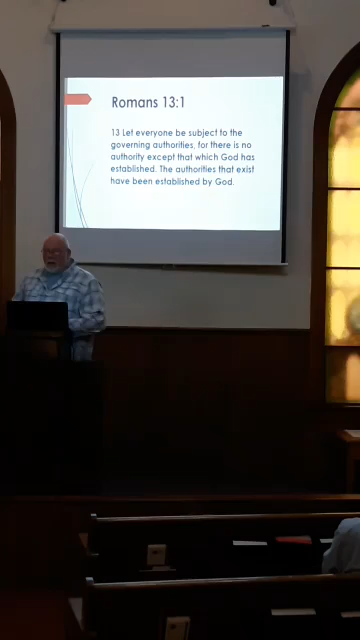 Romans 13:1
13 Let everyone be subject to the
governing authorities, for there is no
authority except that which God has
established. The authorities that exist
have been established by God.